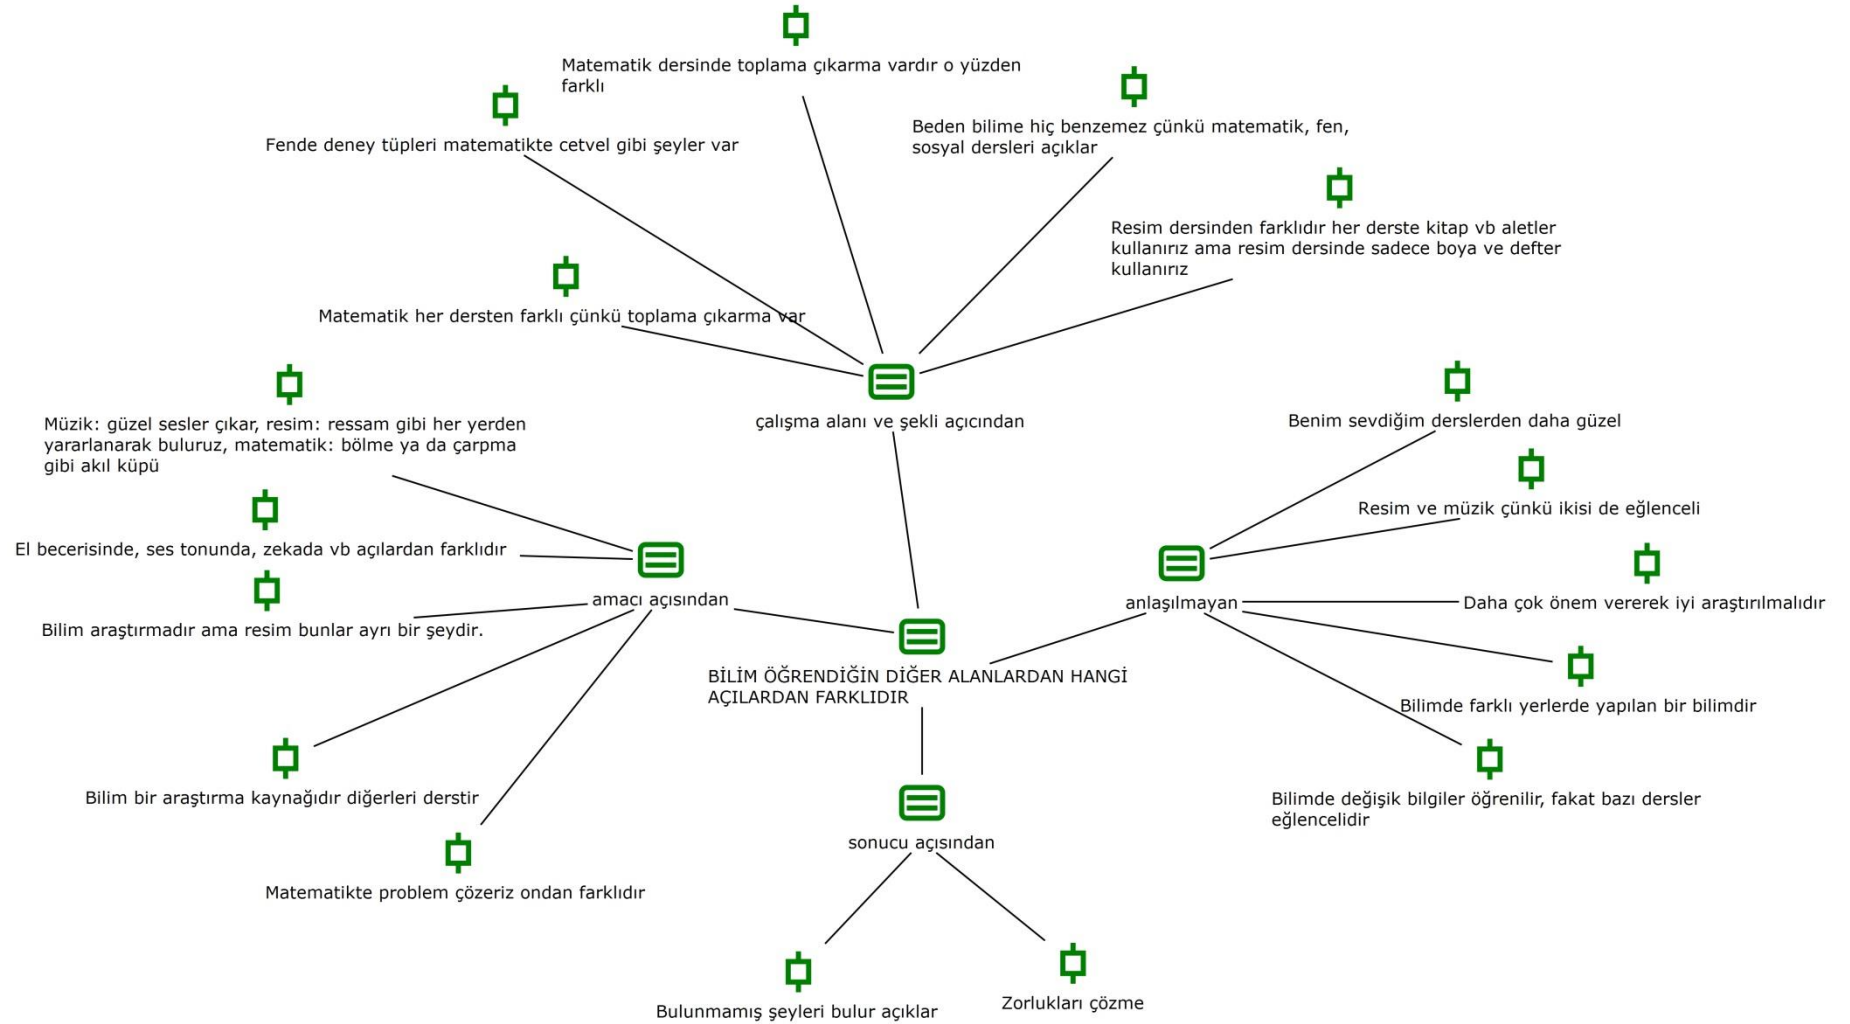 Matematik dersinde toplama çıkarma vardır o yüzden
farklı
Fende deney tüpleri matematikte cetvel gibi şeyler var
Beden bilime hiç benzemez çünkü matematik, fen,
sosyal dersleri açıklar
Resim dersinden farklıdır her derste kitap vb aletler
kullanırız ama resim dersinde sadece boya ve defter
kullanırız
Matematik her dersten farklı çünkü toplama çıkarma var
çalışma alanı ve şekli açıcından
Müzik: güzel sesler çıkar, resim: ressam gibi her yerden
yararlanarak buluruz, matematik: bölme ya da çarpma
gibi akıl küpü
El becerisinde, ses tonunda, zekada vb açılardan farklıdır
Bilim araştırmadır ama resim bunlar ayrı bir şeydir.
amacı açısından
Bilim bir araştırma kaynağıdır diğerleri derstir
Matematikte problem çözeriz ondan farklıdır
BİLİM ÖĞRENDİĞİN DİĞER ALANLARDAN HANGİ
AÇILARDAN FARKLIDIR
Benim sevdiğim derslerden daha güzel
Resim ve müzik çünkü ikisi de eğlenceli
anlaşılmayan
Daha çok önem vererek iyi araştırılmalıdır
Bilimde farklı yerlerde yapılan bir bilimdir
Bilimde değişik bilgiler öğrenilir, fakat bazı dersler
eğlencelidir
sonucu açısından
Bulunmamış şeyleri bulur açıklar
Zorlukları çözme